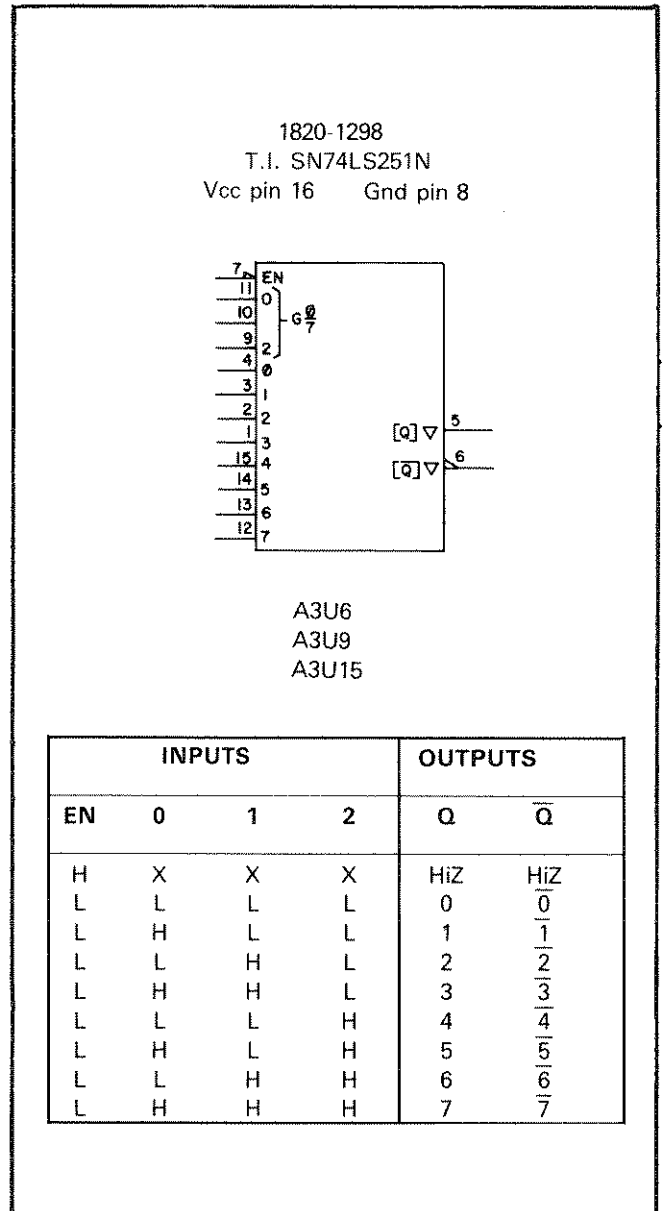 1820-1298
T.I. SN74LS251N
Vcc pin 16 Gnd pin 8
7 EN
11 0
10 G 0/7
9 2
4 0
3 1
2 2
1 3
15 4
14 5
13 6
12 7
[Q] ▽ 5
[Q̅] ▽ 6
A3U6
A3U9
A3U15
INPUTS OUTPUTS
EN 0 1 2 Q Q̅
H X X X HiZ HiZ
L L L L 0 0̅
L H L L 1 1̅
L L H L 2 2̅
L H H L 3 3̅
L L L H 4 4̅
L H L H 5 5̅
L L H H 6 6̅
L H H H 7 7̅